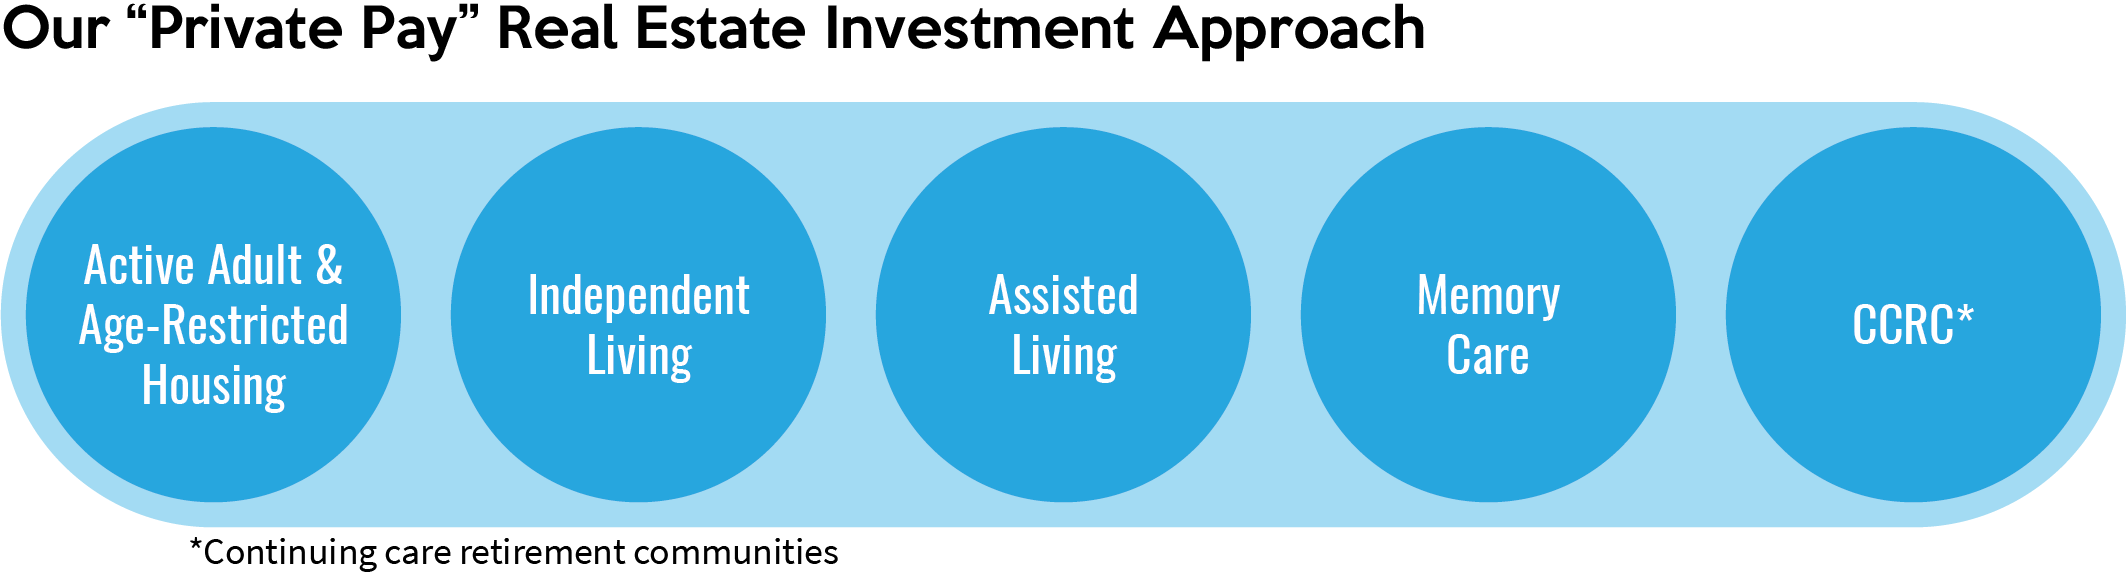 Our “Private Pay” Real Estate Investment Approach
Active Adult &
Age-Restricted
Housing
Independent
Living
Assisted
Living
Memory
Care
CCRC*
*Continuing care retirement communities